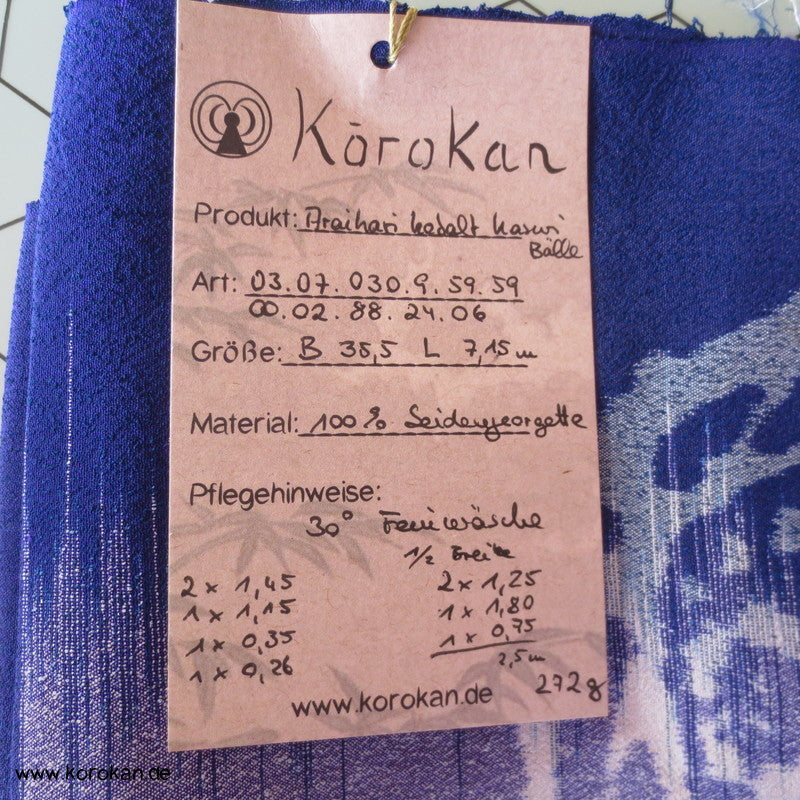 KōroKan
Produkt: Araihari kobalt Kasuri
Bälle
Art: 03.07.030.9.59.59
00.02.88.24.06
Größe: B 35,5 L 7,15 m
Material: 100% Seidengeorgette
Pflegehinweise:
30° Feinwäsche
1/2 Breite
2 x 1,45
1 x 1,15
1 x 0,35
1 x 0,26
2 x 1,25
1 x 1,80
1 x 0,75
2,5 m
272g
www.korokan.de
www.korokan.de